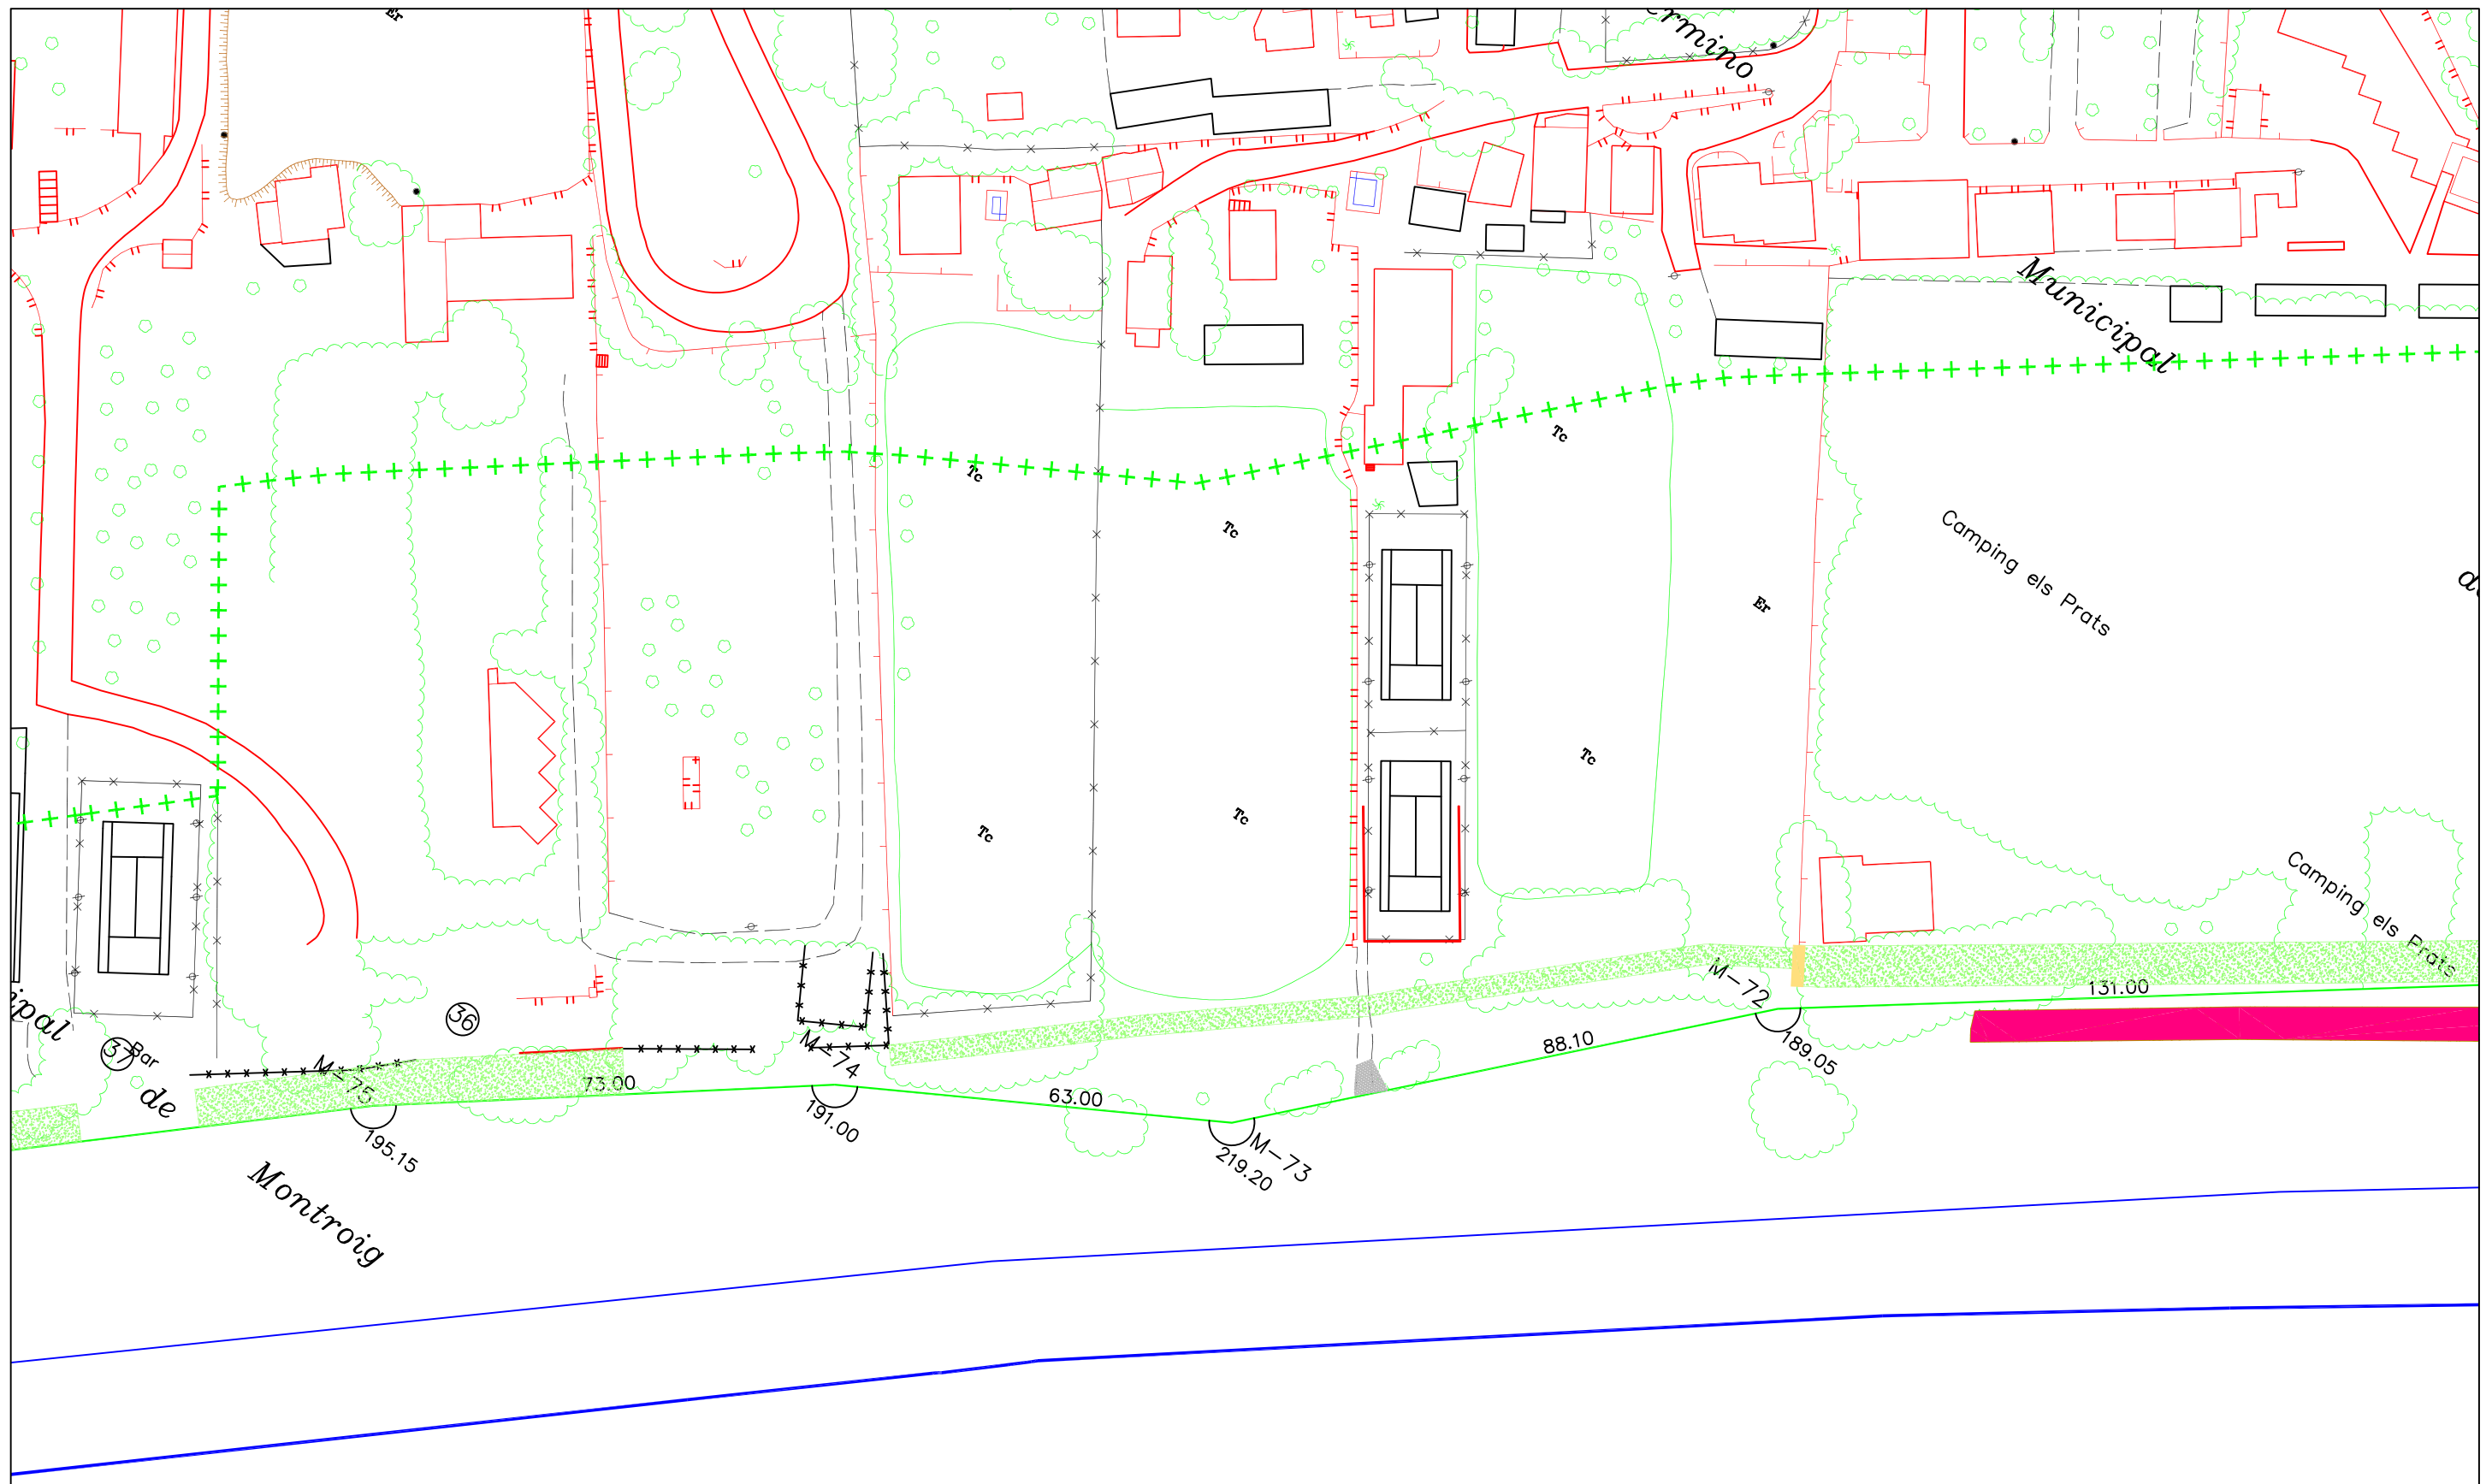 Er
ermino
Municipal
Tc
Tc
Tc
Camping els Prats
Er
Tc
Tc
Tc
Camping els Prats
M-72
131.00
36
ipal
37
Bar
M-75
M-74
88.10
189.05
73.00
63.00
de
191.00
195.15
M-73
219.20
Montroig